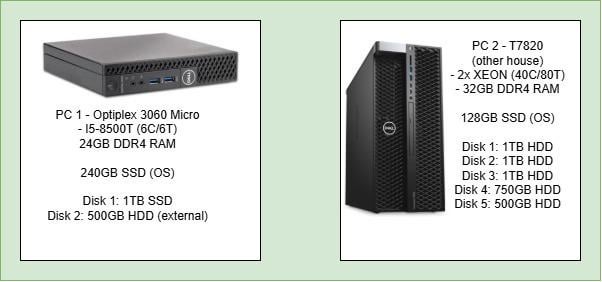 PC 1 - Optiplex 3060 Micro
- I5-8500T (6C/6T)
24GB DDR4 RAM
240GB SSD (OS)
Disk 1: 1TB SSD
Disk 2: 500GB HDD (external)
PC 2 - T7820
(other house)
- 2x XEON (40C/80T)
- 32GB DDR4 RAM
128GB SSD (OS)
Disk 1: 1TB HDD
Disk 2: 1TB HDD
Disk 3: 1TB HDD
Disk 4: 750GB HDD
Disk 5: 500GB HDD
DELL
DELL